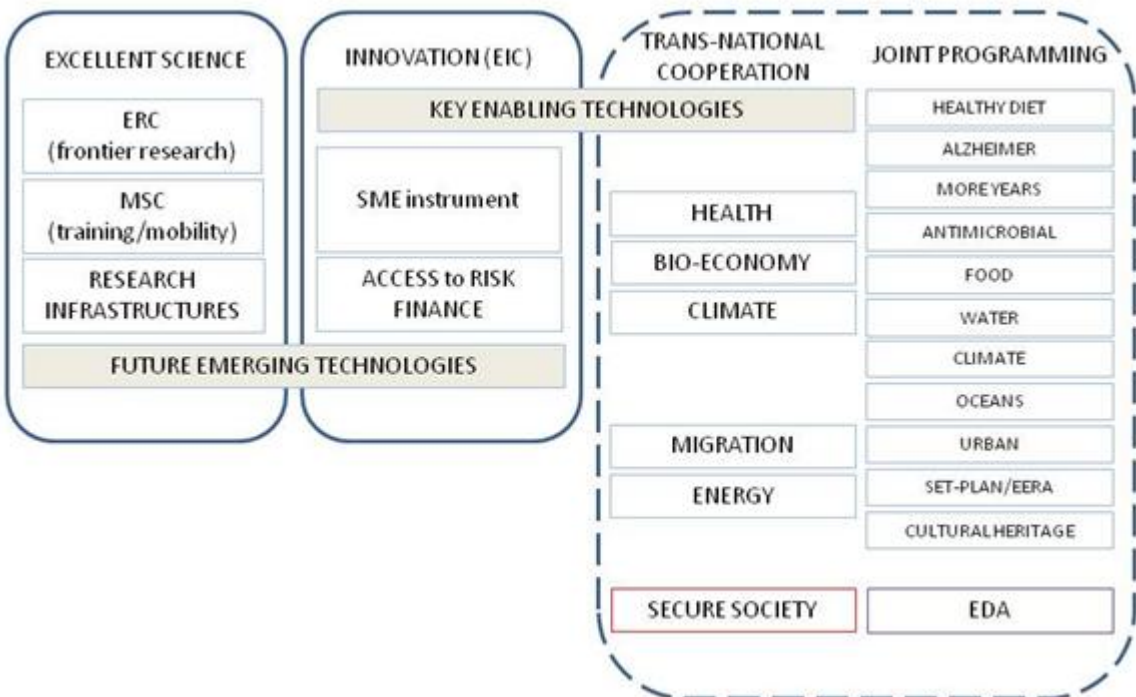 EXCELLENT SCIENCE
ERC
(frontier research)
MSC
(training/mobility)
RESEARCH
INFRASTRUCTURES
FUTURE EMERGING TECHNOLOGIES
INNOVATION (EIC)
KEY ENABLING TECHNOLOGIES
SME instrument
ACCESS to RISK
FINANCE
TRANS-NATIONAL
COOPERATION
HEALTH
BIO-ECONOMY
CLIMATE
MIGRATION
ENERGY
SECURE SOCIETY
JOINT PROGRAMMING
HEALTHY DIET
ALZHEIMER
MORE YEARS
ANTIMICROBIAL
FOOD
WATER
CLIMATE
OCEANS
URBAN
SET-PLAN/EERA
CULTURAL HERITAGE
EDA